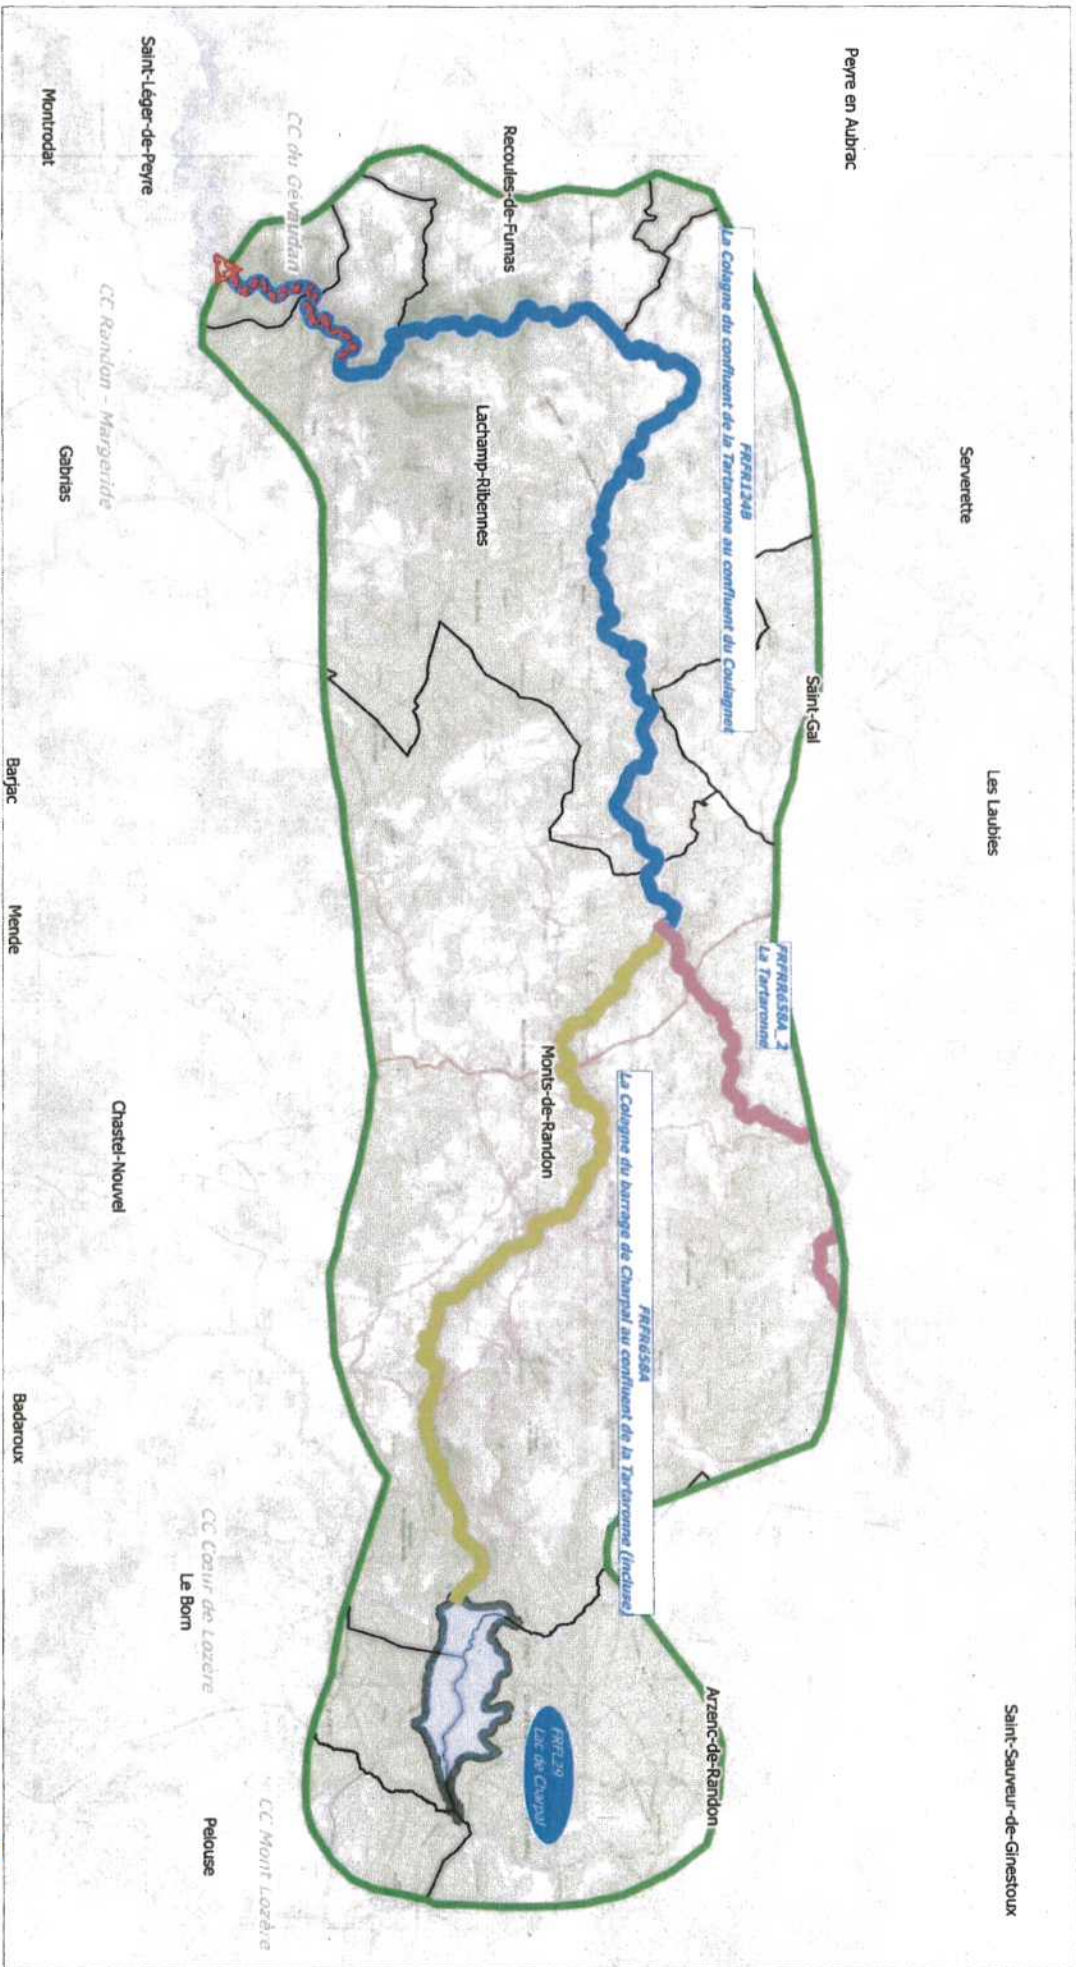 Saint-Sauveur-de-Ginestoux
Les Laubies
Serverette
Peyre en Aubrac
Arzenc-de-Randon
Saint-Gal
FRFRR658A_2
La Tartaronne
FRFR124B
La Colagne du confluent de la Tartaronne au confluent du Coulagnet
FRFR658A
La Colagne du barrage de Charpal au confluent de la Tartaronne (incluse)
FRFL29
Lac de Charpal
Monts-de-Randon
Recoules-de-Fumas
Lachamp-Ribennes
CC du Gévaudan
CC Mont Lozère
Pelouse
CC Cœur de Lozère
Le Born
Saint-Léger-de-Peyre
Chastel-Nouvel
CC Randon - Margeride
Gabrias
Montrodat
Badaroux
Mende
Barjac